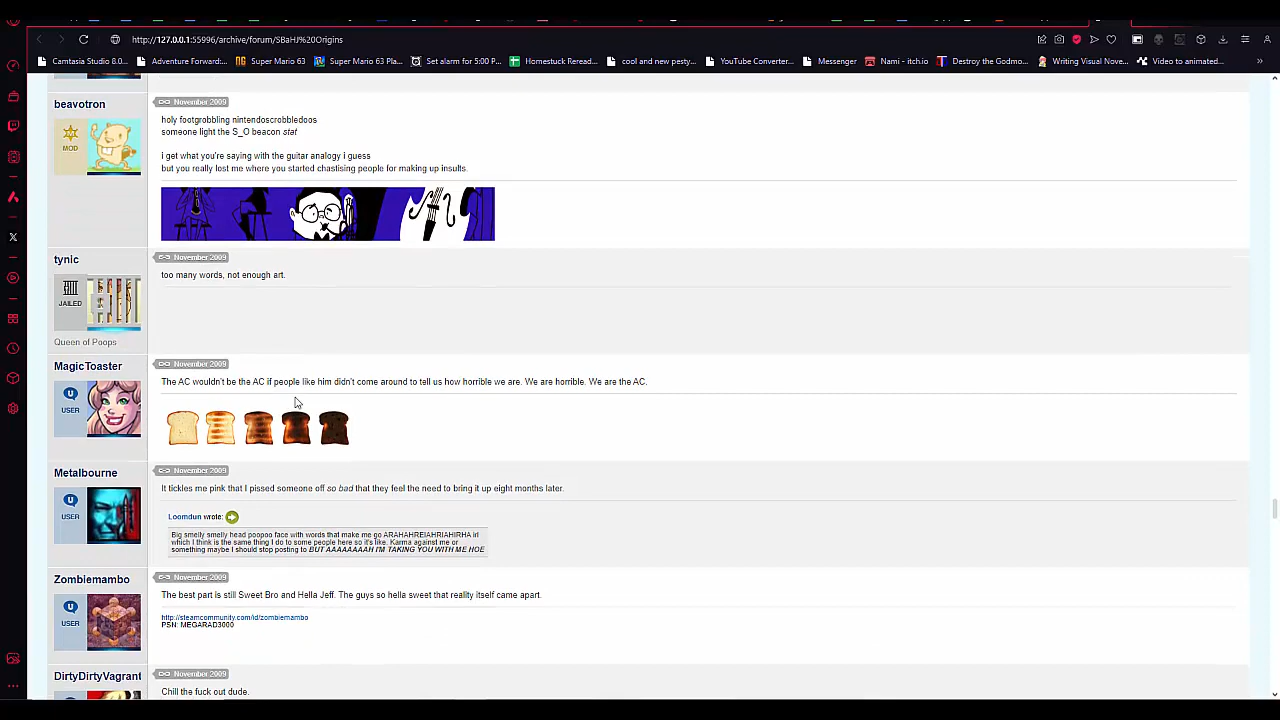 http://127.0.0.1:55996/archive/forum/SBaHJ%20Origins
Camtasia Studio 8.0... Adventure Forward:... Super Mario 63 Super Mario 63 Pla... Set alarm for 5:00 P... Homestuck Reread... cool and new pesty... YouTube Converter... Messenger Nami - itch.io Destroy the Godmo... Writing Visual Nove... Video to animated... »
beavotron
November 2009
MOD
holy footgrobbling nintendoscrobbledoos
someone light the S_O beacon stat
i get what you're saying with the guitar analogy i guess
but you really lost me where you started chastising people for making up insults.
tynic
November 2009
JAILED
Queen of Poops
too many words, not enough art.
MagicToaster
November 2009
USER
The AC wouldn't be the AC if people like him didn't come around to tell us how horrible we are. We are horrible. We are the AC.
Metalbourne
November 2009
USER
It tickles me pink that I pissed someone off so bad that they feel the need to bring it up eight months later.
Loomdun wrote:
Big smelly smelly head poopoo face with words that make me go ARAHAHREIAHRIAHIRHA irl
which I think is the same thing I do to some people here so it's like. Karma against me or
something maybe I should stop posting to BUT AAAAAAAAH I'M TAKING YOU WITH ME HOE
Zombiemambo
November 2009
USER
The best part is still Sweet Bro and Hella Jeff. The guys so hella sweet that reality itself came apart.
http://steamcommunity.com/id/zombiemambo
PSN: MEGARAD3000
DirtyDirtyVagrant
November 2009
Chill the fuck out dude.